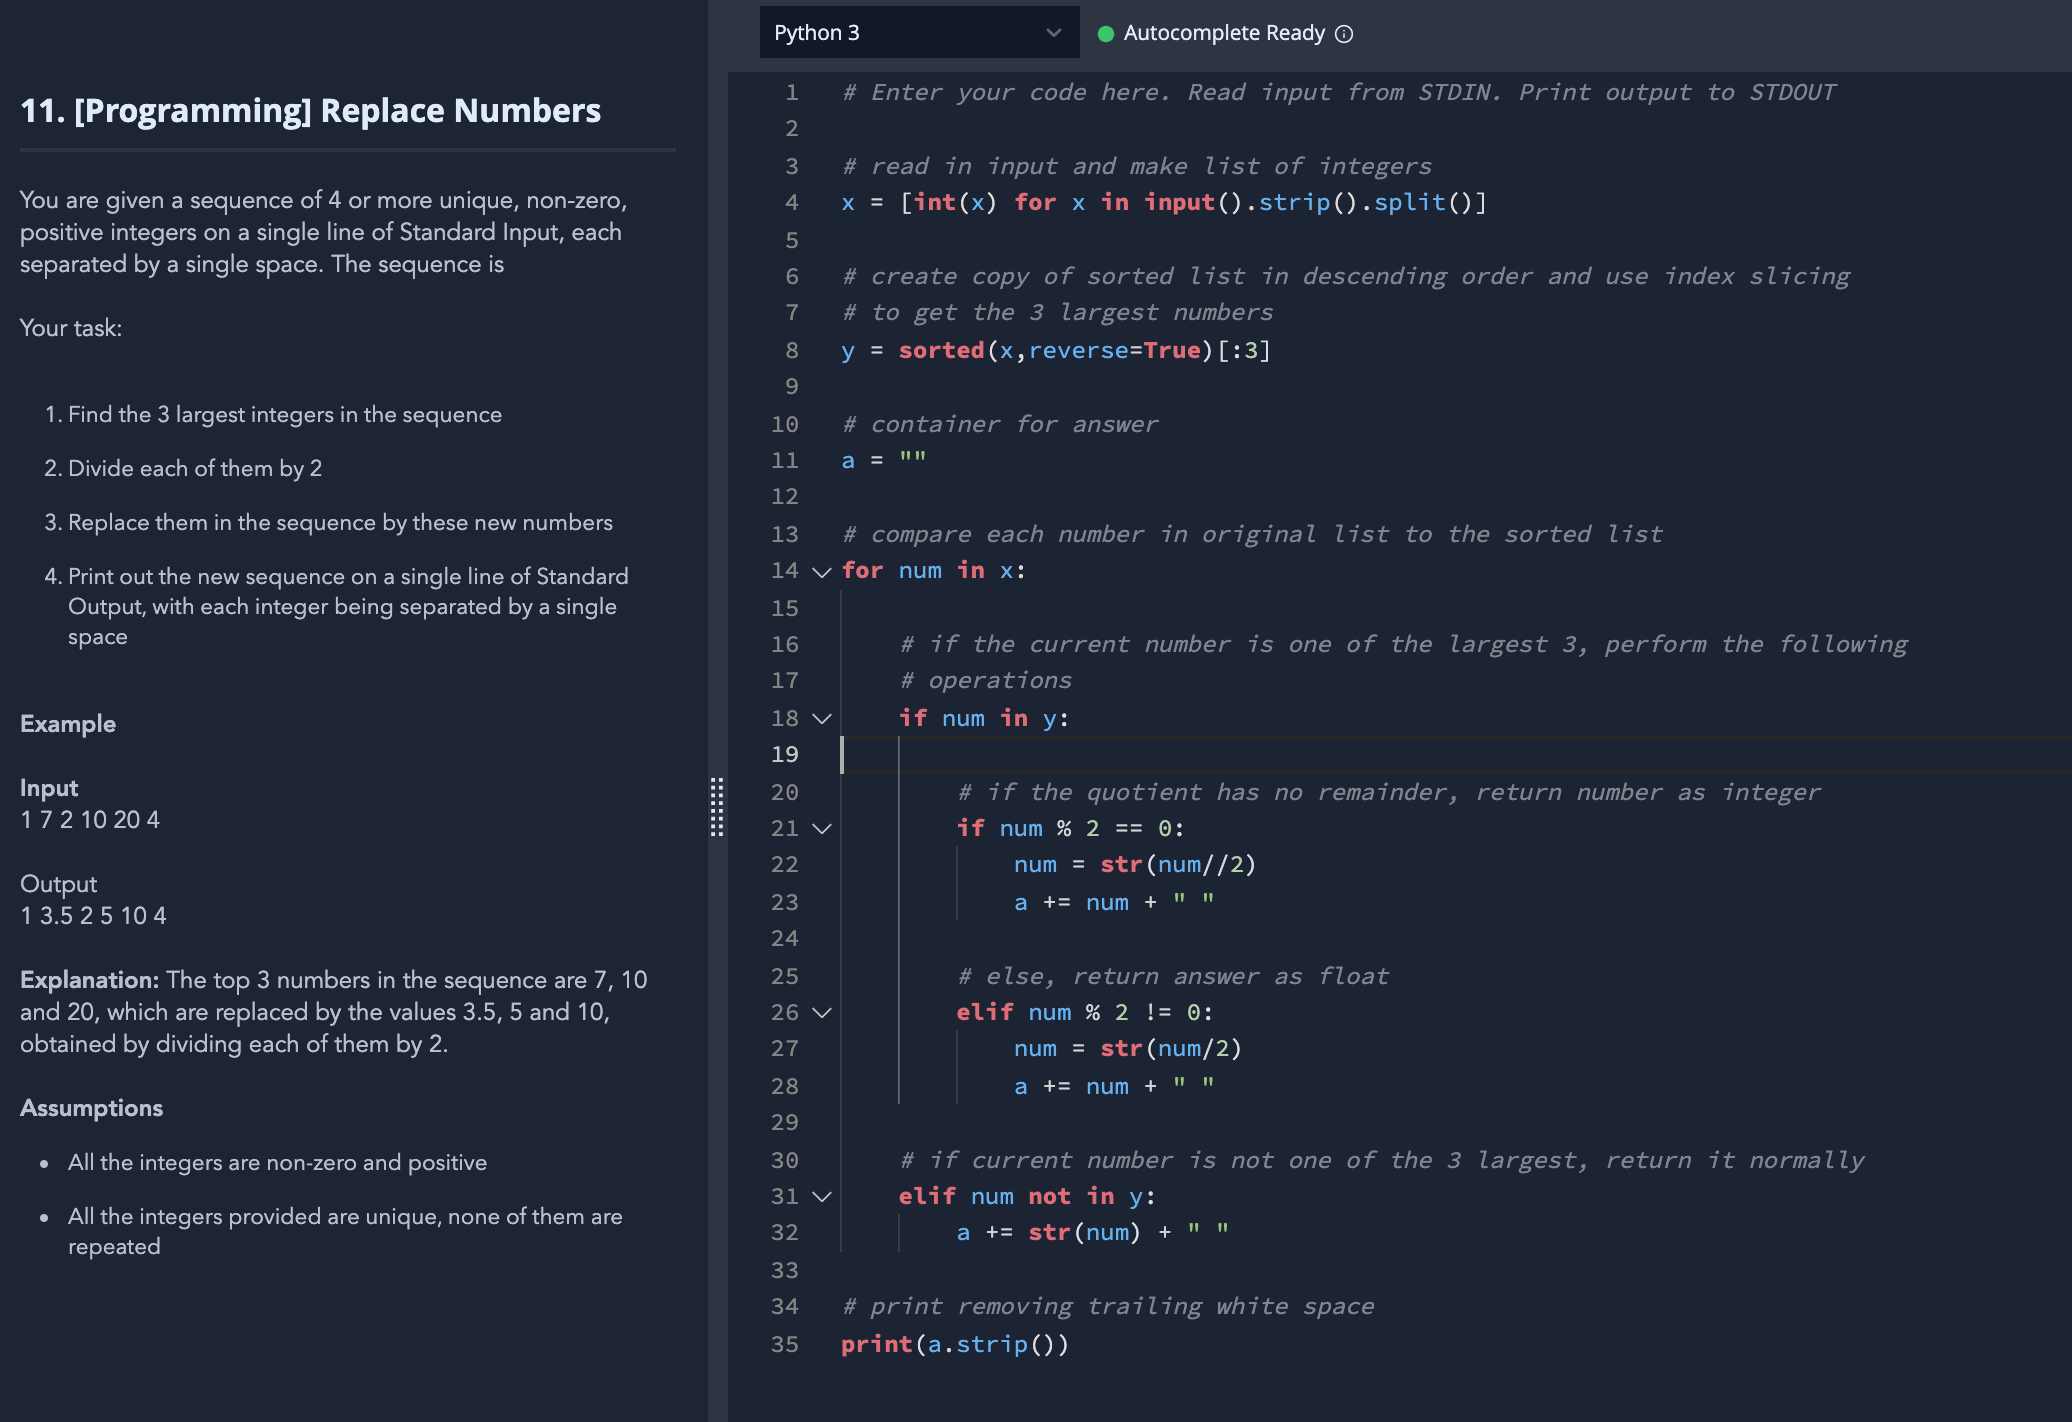 11. [Programming] Replace Numbers
You are given a sequence of 4 or more unique, non-zero,
positive integers on a single line of Standard Input, each
separated by a single space. The sequence is
Your task:
1. Find the 3 largest integers in the sequence
2. Divide each of them by 2
3. Replace them in the sequence by these new numbers
4. Print out the new sequence on a single line of Standard
Output, with each integer being separated by a single
space
Example
Input
1 7 2 10 20 4
Output
1 3.5 2 5 10 4
Explanation: The top 3 numbers in the sequence are 7, 10
and 20, which are replaced by the values 3.5, 5 and 10,
obtained by dividing each of them by 2.
Assumptions
• All the integers are non-zero and positive
• All the integers provided are unique, none of them are
repeated
Python 3
Autocomplete Ready
1 # Enter your code here. Read input from STDIN. Print output to STDOUT
2
3 # read in input and make list of integers
4 x = [int(x) for x in input().strip().split()]
5
6 # create copy of sorted list in descending order and use index slicing
7 # to get the 3 largest numbers
8 y = sorted(x,reverse=True)[:3]
9
10 # container for answer
11 a = ""
12
13 # compare each number in original list to the sorted list
14 for num in x:
15
16     # if the current number is one of the largest 3, perform the following
17     # operations
18     if num in y:
19
20         # if the quotient has no remainder, return number as integer
21         if num % 2 == 0:
22             num = str(num//2)
23             a += num + " "
24
25         # else, return answer as float
26         elif num % 2 != 0:
27             num = str(num/2)
28             a += num + " "
29
30     # if current number is not one of the 3 largest, return it normally
31     elif num not in y:
32         a += str(num) + " "
33
34 # print removing trailing white space
35 print(a.strip())